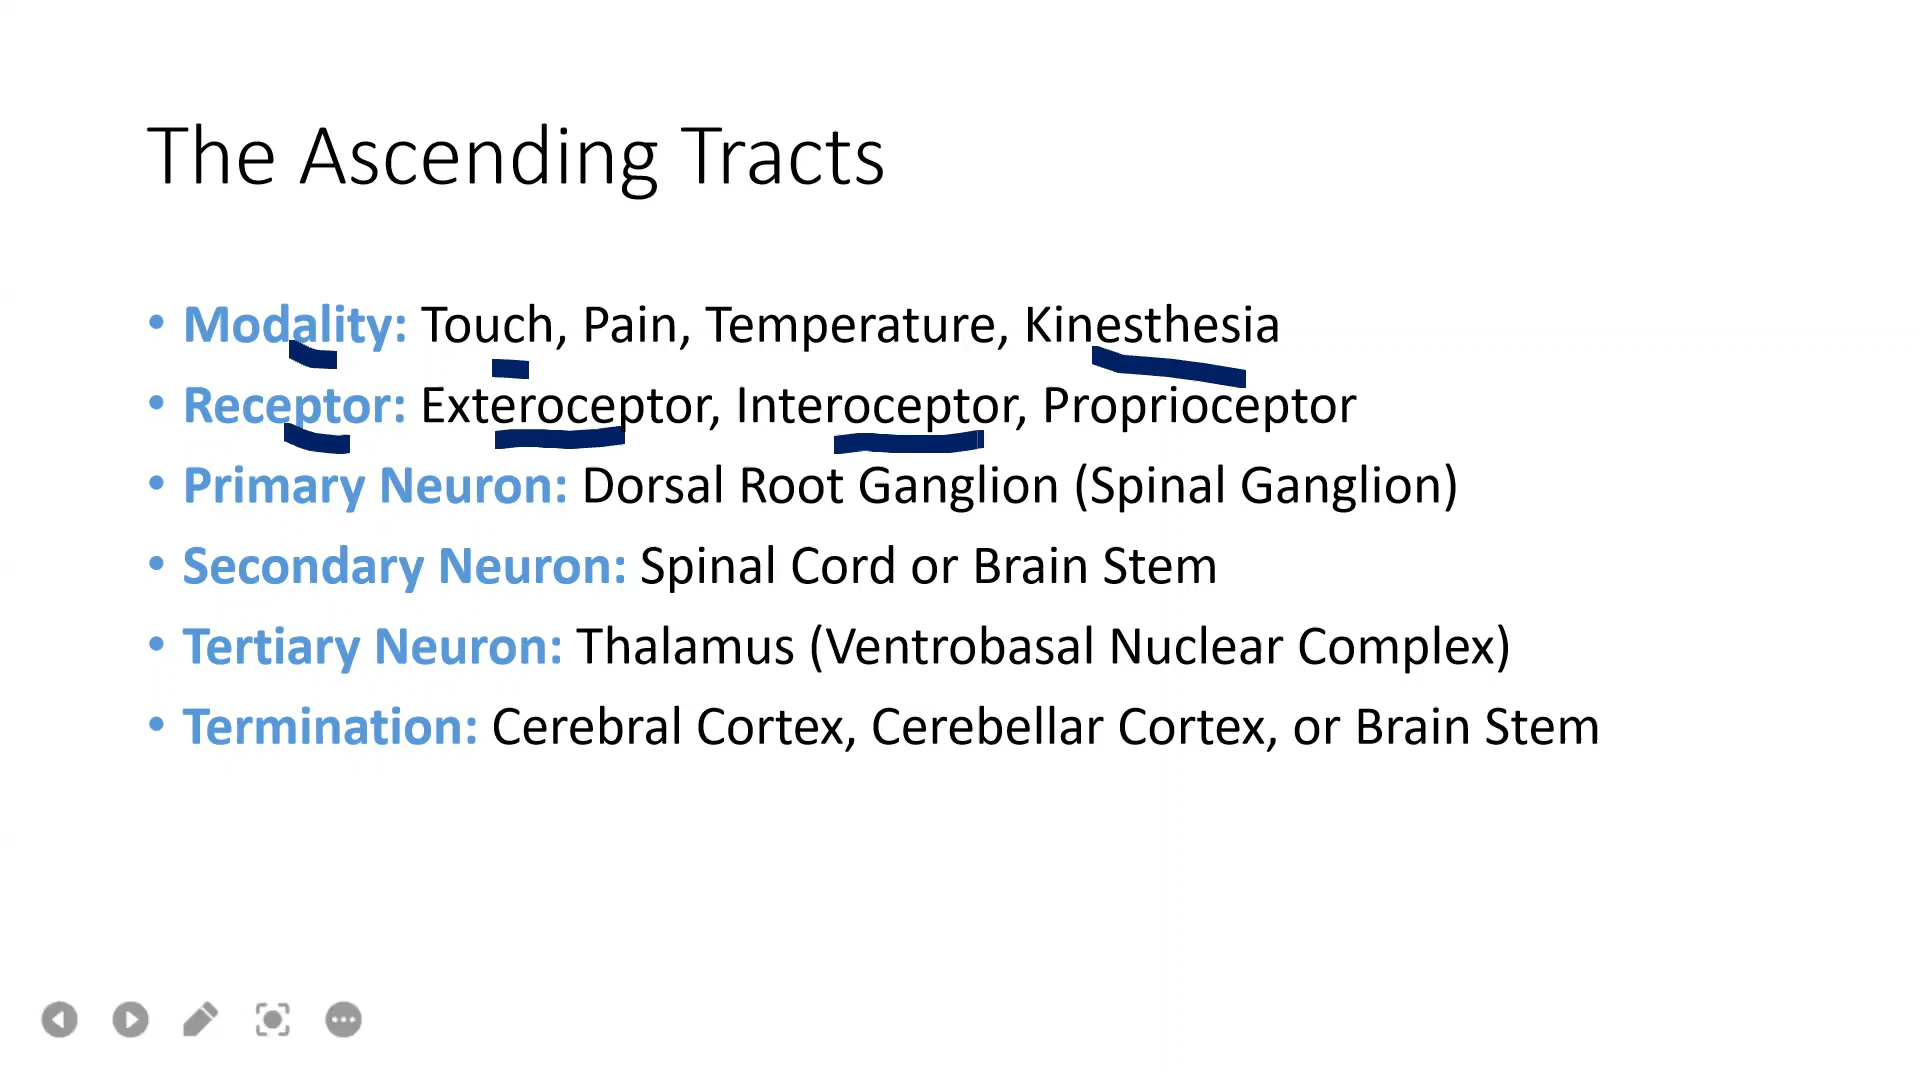 The Ascending Tracts
• Modality: Touch, Pain, Temperature, Kinesthesia
• Receptor: Exteroceptor, Interoceptor, Proprioceptor
• Primary Neuron: Dorsal Root Ganglion (Spinal Ganglion)
• Secondary Neuron: Spinal Cord or Brain Stem
• Tertiary Neuron: Thalamus (Ventrobasal Nuclear Complex)
• Termination: Cerebral Cortex, Cerebellar Cortex, or Brain Stem